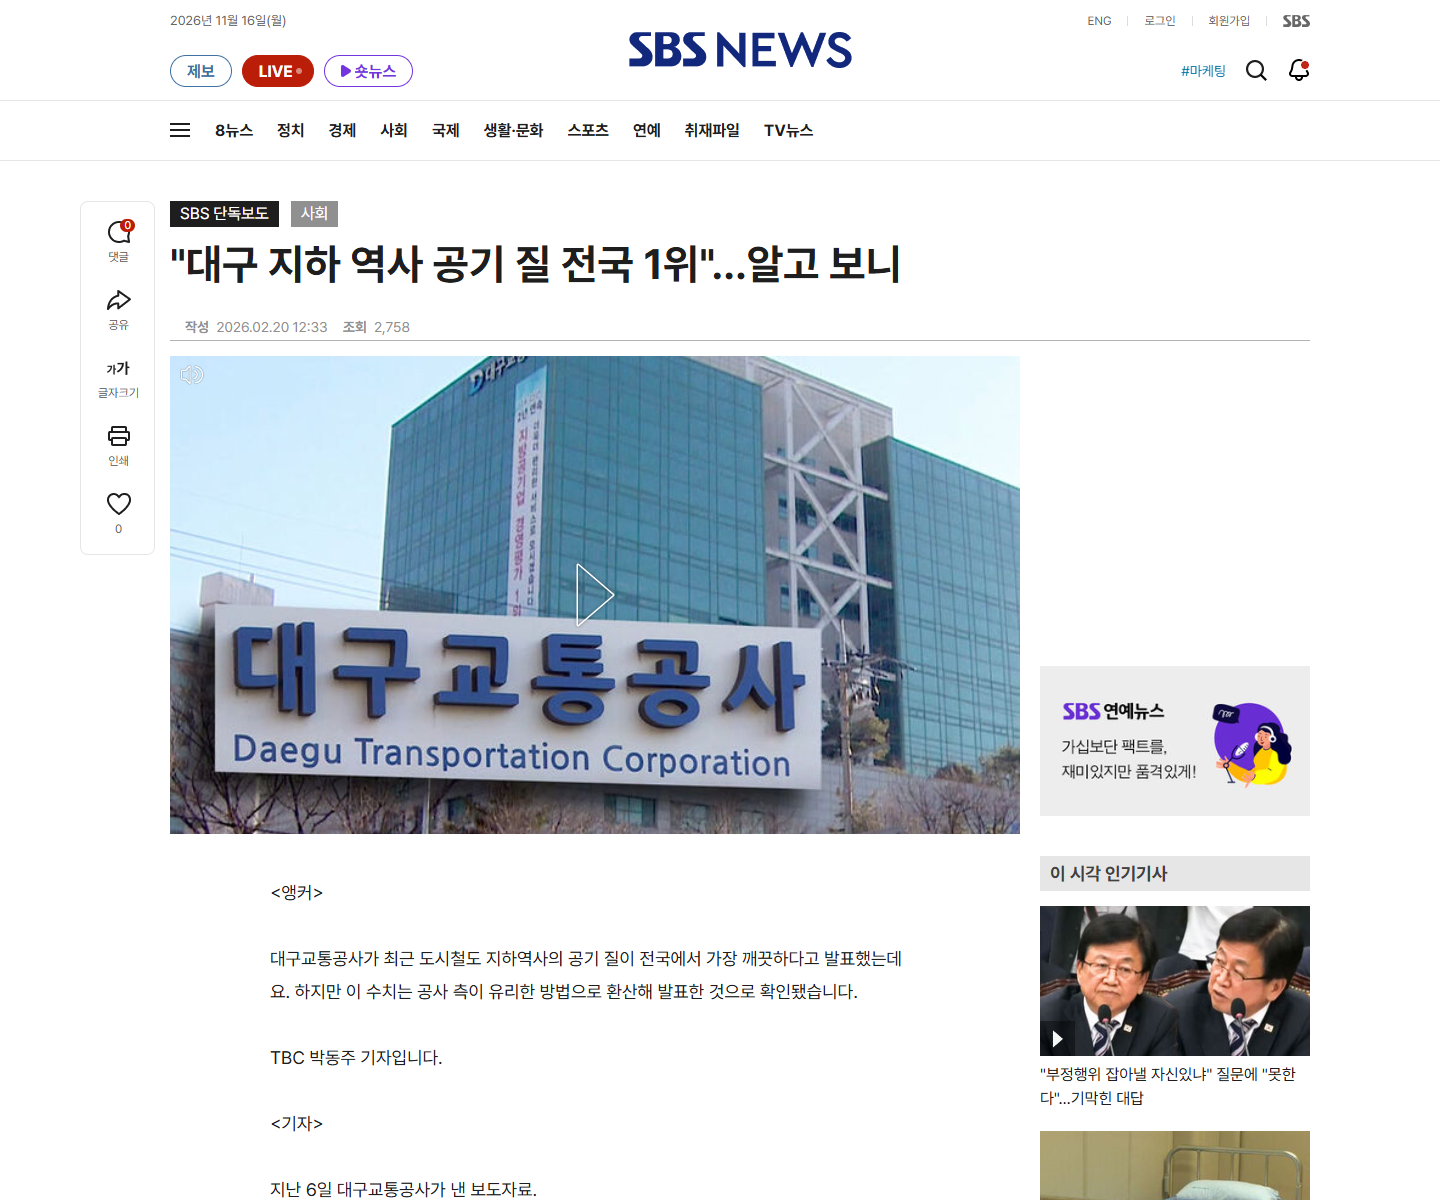 2026년 11월 16일(월)
ENG
로그인
회원가입
SBS
제보
LIVE
숏뉴스
SBS NEWS
#마케팅
8뉴스
정치
경제
사회
국제
생활·문화
스포츠
연예
취재파일
TV뉴스
0
댓글
공유
가가
글자크기
인쇄
0
SBS 단독보도
사회
"대구 지하 역사 공기 질 전국 1위"…알고 보니
작성 2026.02.20 12:33
조회 2,758
대구교통공사
Daegu Transportation Corporation
<앵커>
대구교통공사가 최근 도시철도 지하역사의 공기 질이 전국에서 가장 깨끗하다고 발표했는데
요. 하지만 이 수치는 공사 측이 유리한 방법으로 환산해 발표한 것으로 확인됐습니다.
TBC 박동주 기자입니다.
<기자>
지난 6일 대구교통공사가 낸 보도자료.
SBS 연예뉴스
가십보단 팩트를,
재미있지만 품격있게!
이 시각 인기기사
"부정행위 잡아낼 자신있냐" 질문에 "못한
다"…기막힌 대답